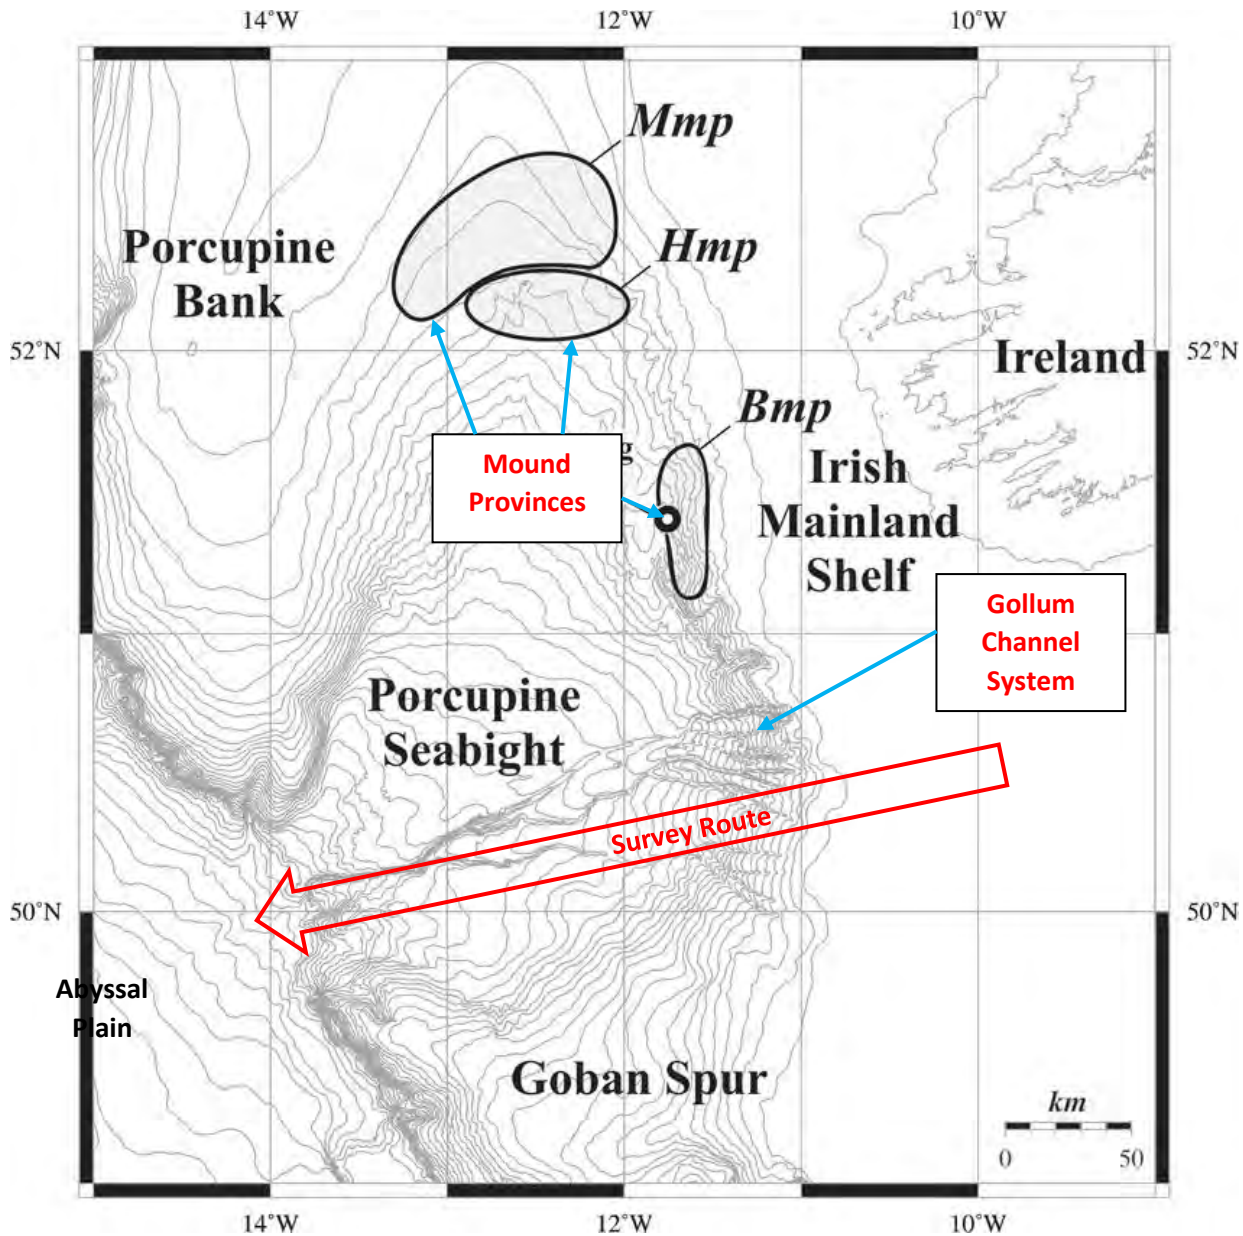 14°W
12°W
10°W
Mmp
Hmp
Porcupine
Bank
52°N
52°N
Ireland
Bmp
g
Mound
Provinces
Irish
Mainland
Shelf
Gollum
Channel
System
Porcupine
Seabight
Survey Route
50°N
50°N
Abyssal
Plain
Goban Spur
km
0
50
14°W
12°W
10°W